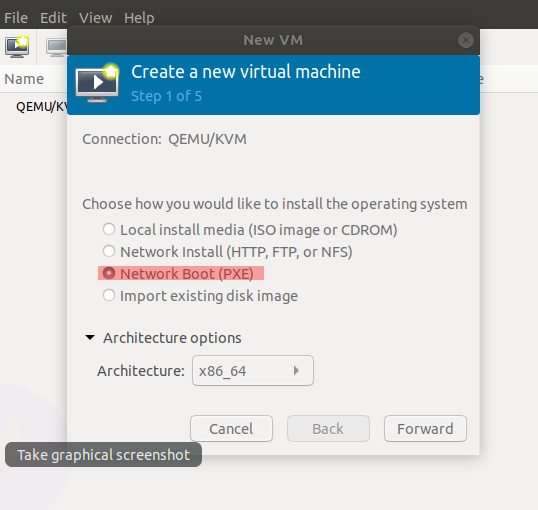 File Edit View Help
New VM
Name
Create a new virtual machine
Step 1 of 5
QEMU/KV
Connection: QEMU/KVM
Choose how you would like to install the operating system
Local install media (ISO image or CDROM)
Network Install (HTTP, FTP, or NFS)
Network Boot (PXE)
Import existing disk image
Architecture options
Architecture: x86_64
Cancel Back Forward
Take graphical screenshot